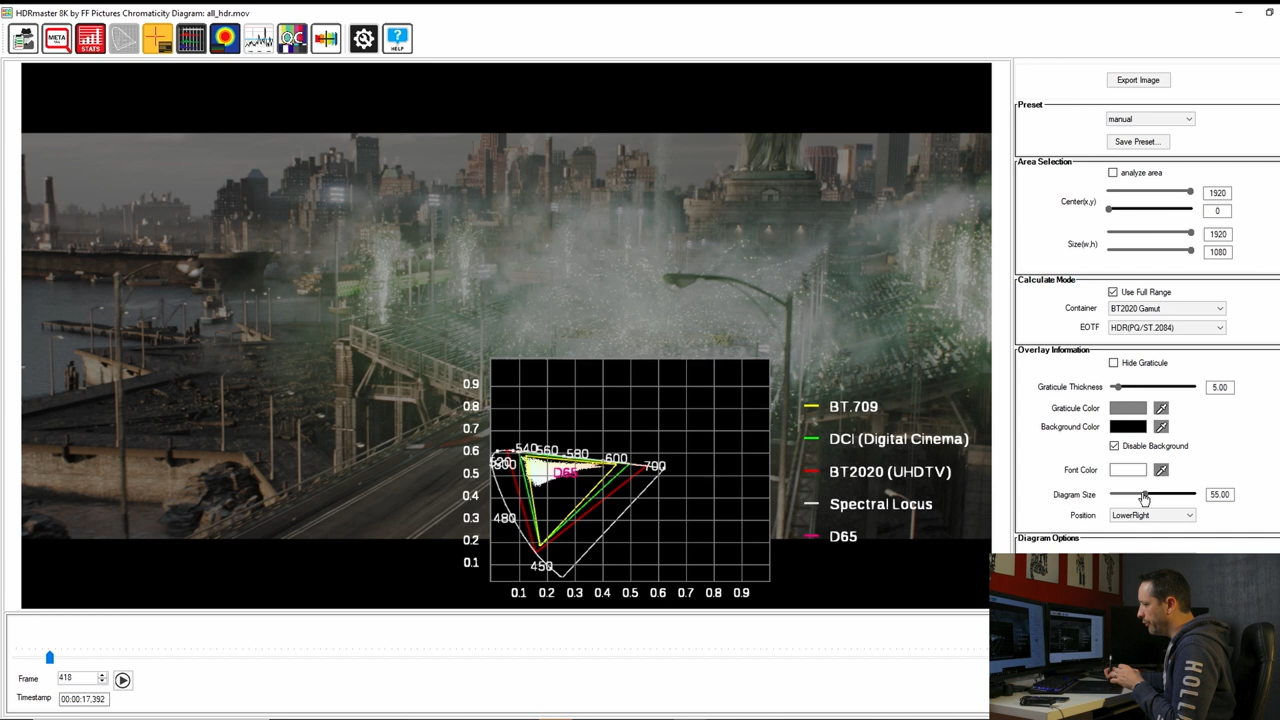 HDRmaster 8K by FF Pictures Chromaticity Diagram: all_hdr.mov
META
STATS
QC
HELP
Export Image
Preset
manual
Save Preset...
Area Selection
analyze area
Center(x,y)
1920
0
Size(w,h)
1920
1080
Calculate Mode
Use Full Range
Container
BT2020 Gamut
EOTF
HDR(PQ/ST.2084)
Overlay Information
Hide Graticule
Graticule Thickness
5.00
Graticule Color
Background Color
Disable Background
Font Color
Diagram Size
55.00
Position
LowerRight
Diagram Options
0.9
0.8
0.7
0.6
0.5
0.4
0.3
0.2
0.1
540
560
580
600
700
480
450
D65
0.1 0.2 0.3 0.4 0.5 0.6 0.7 0.8 0.9
BT.709
DCI (Digital Cinema)
BT2020 (UHDTV)
Spectral Locus
D65
Frame
418
Timestamp
00:00:17,392
HOLL